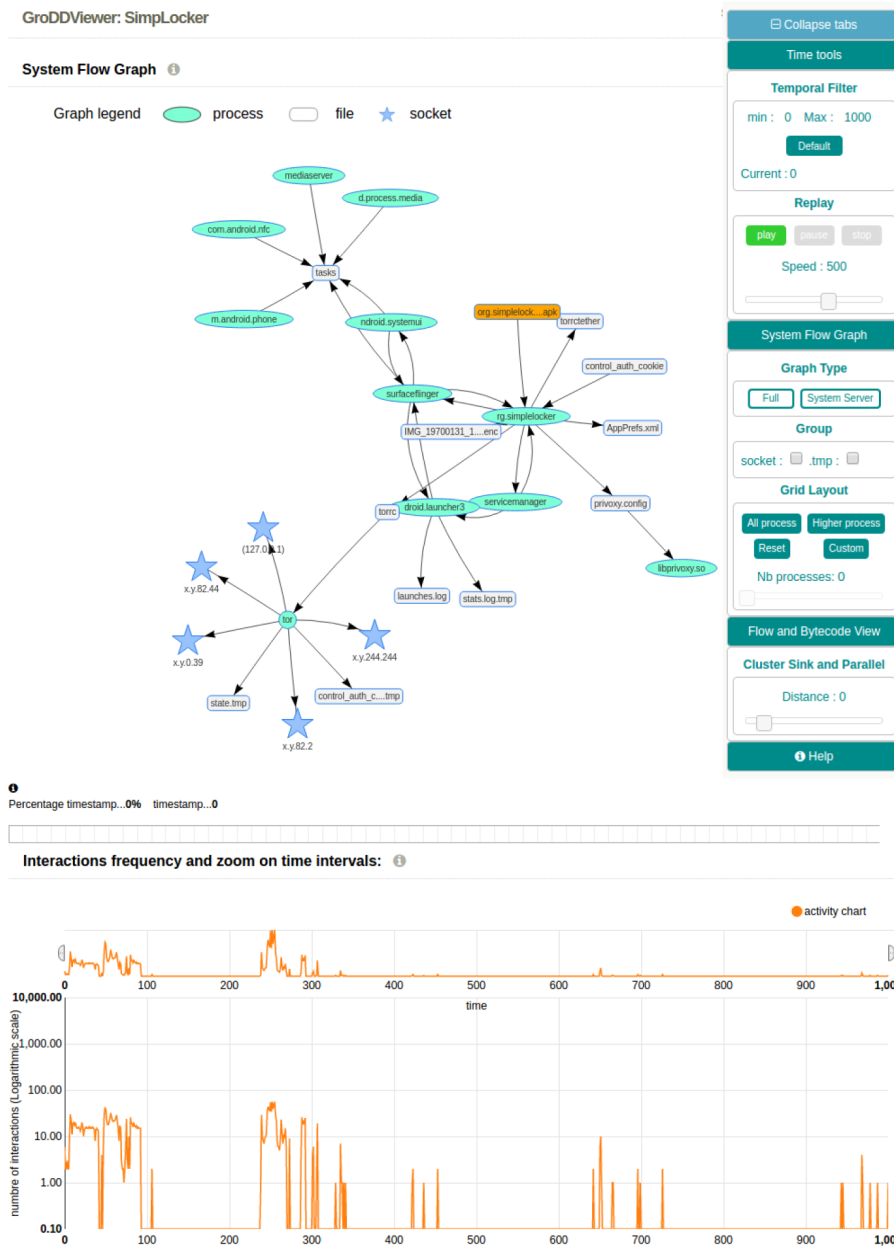 GroDDViewer: SimpLocker
System Flow Graph
Graph legend process file socket
mediaserver
d.process.media
com.android.nfc
tasks
m.android.phone
ndroid.systemui
org.simplelock....apk
torrctether
control_auth_cookie
surfaceflinger
rg.simplelocker
IMG_19700131_1....enc
AppPrefs.xml
torrc
droid.launcher3
servicemanager
privoxy.config
(127.0. .1)
x.y.82.44
libprivoxy.so
launches.log
stats.log.tmp
tor
x.y.0.39
x.y.244.244
state.tmp
control_auth_c....tmp
x.y.82.2
Collapse tabs
Time tools
Temporal Filter
min : 0 Max : 1000
Default
Current : 0
Replay
play pause stop
Speed : 500
System Flow Graph
Graph Type
Full System Server
Group
socket : .tmp :
Grid Layout
All process Higher process
Reset Custom
Nb processes: 0
Flow and Bytecode View
Cluster Sink and Parallel
Distance : 0
Help
Percentage timestamp...0% timestamp...0
Interactions frequency and zoom on time intervals:
activity chart
0 100 200 300 400 500 600 700 800 900 1,00
time
numbre of interactions (Logarithmic scale)
10,000.00
1,000.00
100.00
10.00
1.00
0.10
0 100 200 300 400 500 600 700 800 900 1,00